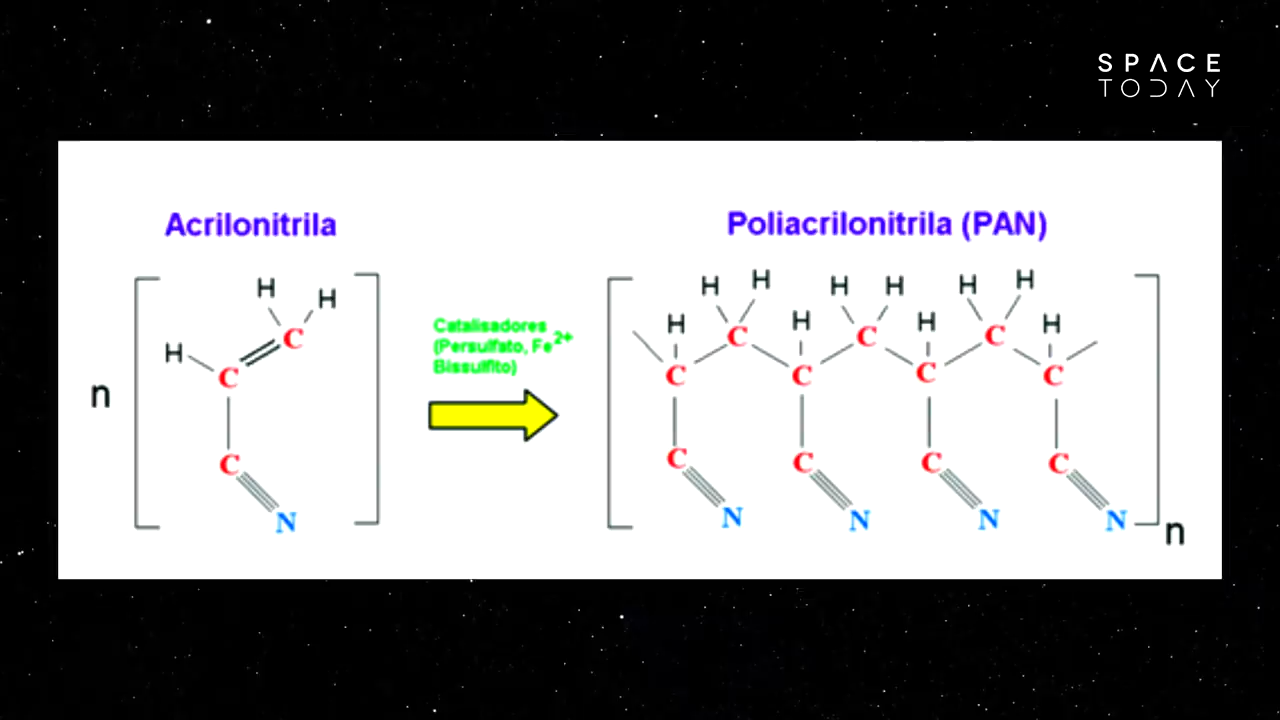 SPACE
TODAY
Acrilonitrila
Poliacrilonitrila (PAN)
H H
H C
C
n
C
N
Catalisadores
(Persulfato, Fe2+
Bissulfito)
H H H H H H
H H H H
C C C
C C C C
C C C C
N N N N
n